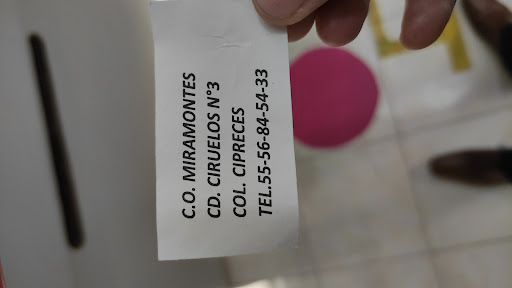 C.O. MIRAMONTES
CD. CIRUELOS N°3
COL. CIPRECES
TEL.55-56-84-54-33